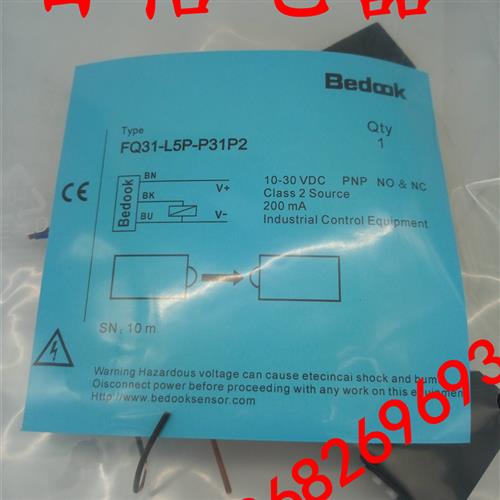 Bedook
Type
FQ31-L5P-P31P2
Qty
1
BN
BK
BU
V+
V-
Bedook
10-30 VDC PNP NO & NC
Class 2 Source
200 mA
Industrial Control Equipment
CE
SN: 10 m
Warning Hazardous voltage can cause etecincai shock and bum
Oisconnect power before proceeding with any work on this equipmen
Http://www.bedooksensor.com/
68269693